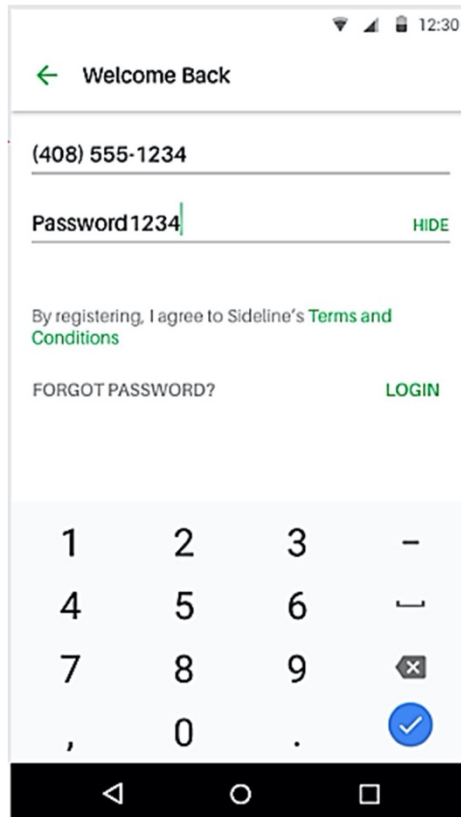 12:30
Welcome Back
(408) 555-1234
Password1234 HIDE
By registering, I agree to Sideline's Terms and
Conditions
FORGOT PASSWORD? LOGIN
1 2 3 –
4 5 6
7 8 9
, 0 .